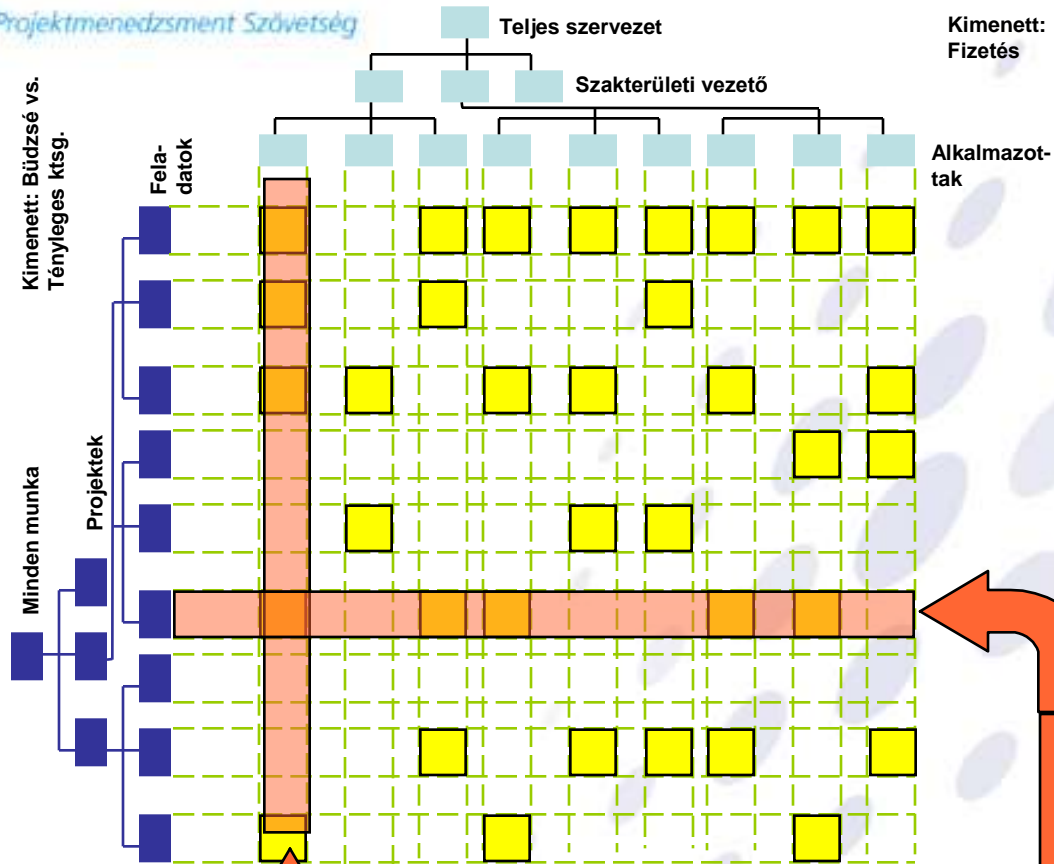 Projektmenedzsment Szövetség
Teljes szervezet
Kimenett:
Fizetés
Szakterületi vezető
Kimenett: Büdzsé vs.
Tényleges ktsg.
Fela-
datok
Alkalmazot-
tak
Projektek
Minden munka